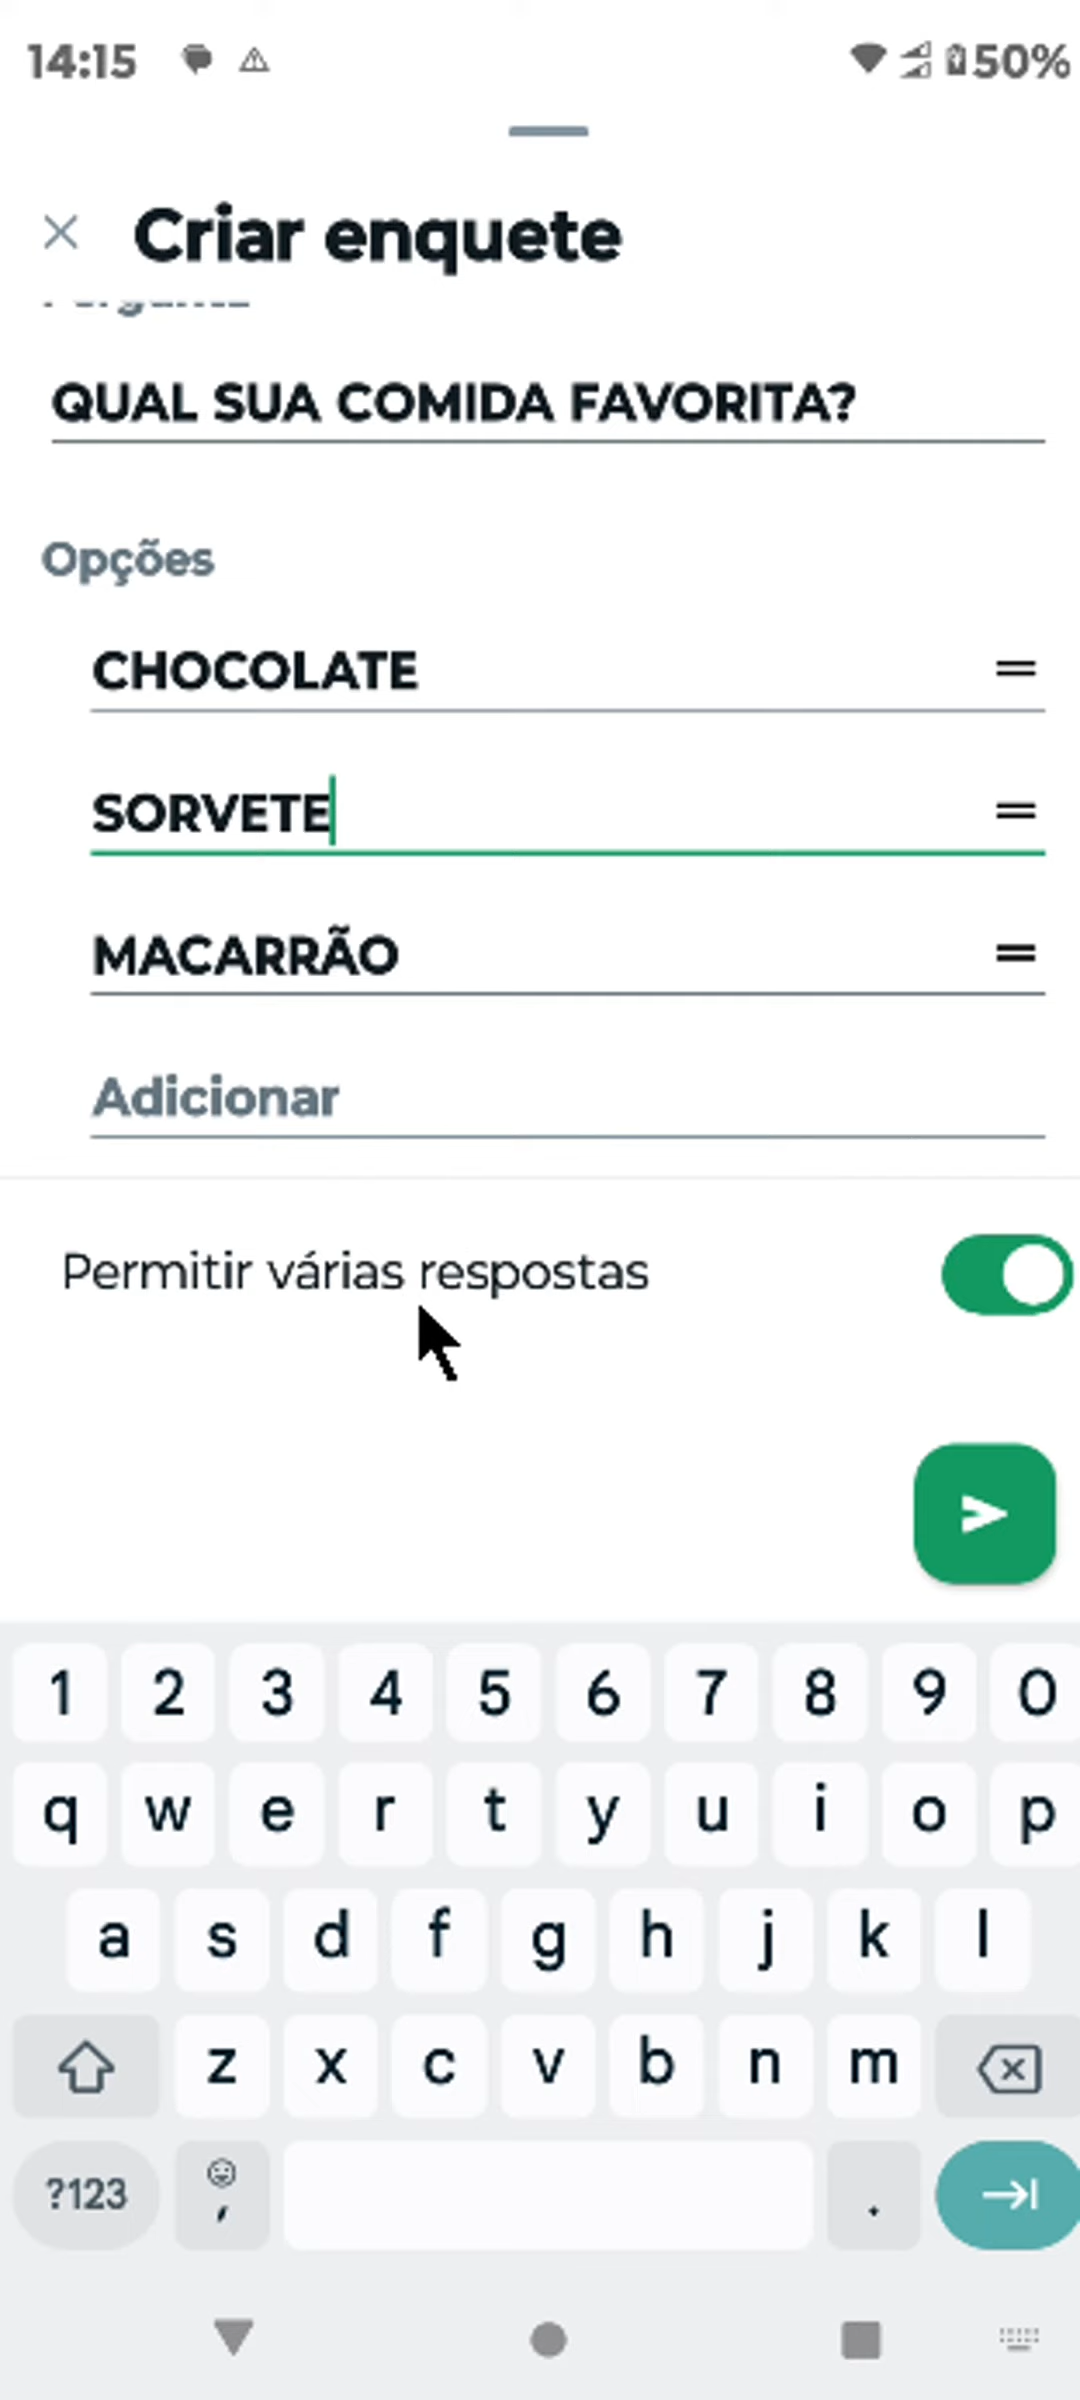 14:15 50%
Criar enquete
QUAL SUA COMIDA FAVORITA?
Opções
CHOCOLATE
SORVETE
MACARRÃO
Adicionar
Permitir várias respostas
1 2 3 4 5 6 7 8 9 0
q w e r t y u i o p
a s d f g h j k l
z x c v b n m
?123 , .